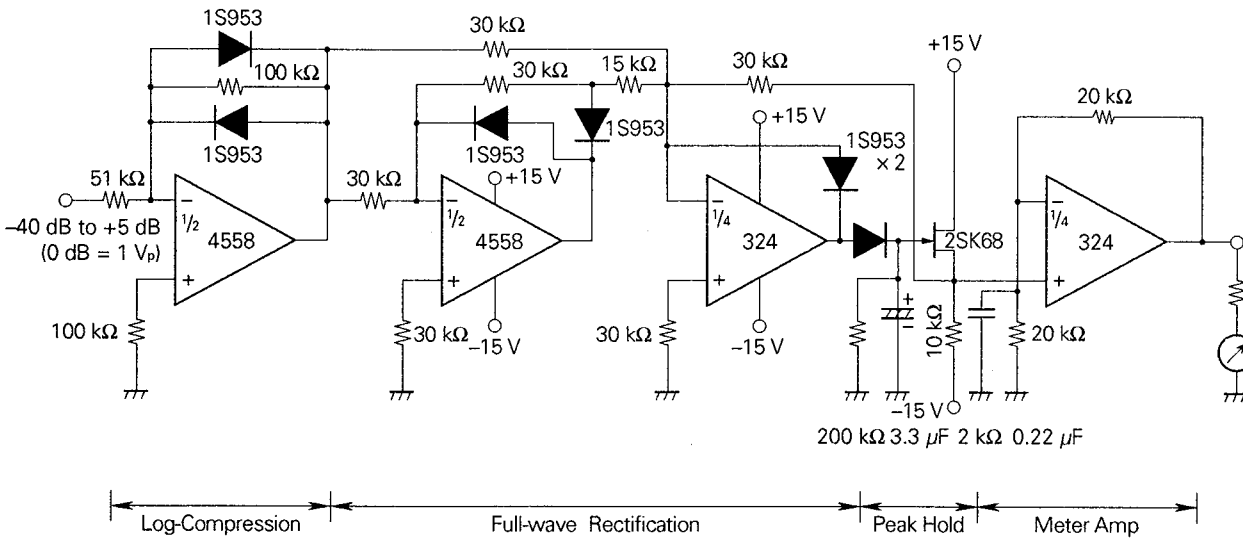 1S953
30 kΩ
+15 V
100 kΩ
30 kΩ
15 kΩ
30 kΩ
20 kΩ
1S953
1S953
1S953
+15 V
1S953
× 2
51 kΩ
30 kΩ
+15 V
−
1/2
4558
+
−
1/2
4558
+
−
1/4
324
+
2SK68
−
1/4
324
+
–40 dB to +5 dB
(0 dB = 1 Vp)
100 kΩ
30 kΩ
–15 V
30 kΩ
–15 V
+
−
10 kΩ
20 kΩ
–15 V
200 kΩ 3.3 µF 2 kΩ 0.22 µF
Log-Compression
Full-wave Rectification
Peak Hold
Meter Amp